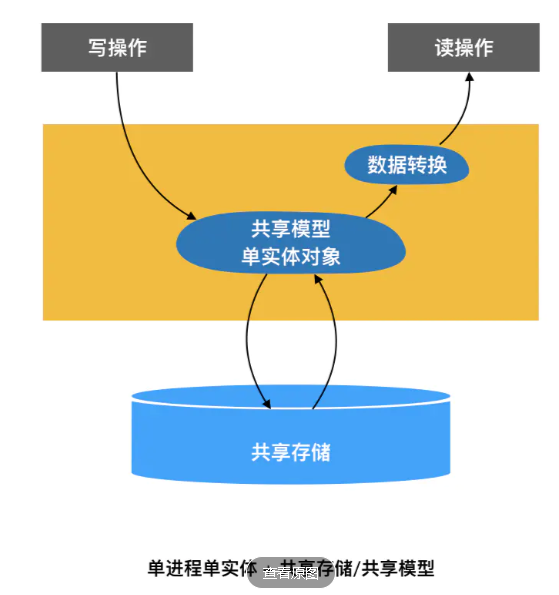 写操作
读操作
数据转换
共享模型
单实体对象
共享存储
单进程单实体 - 共享存储/共享模型
查看原图